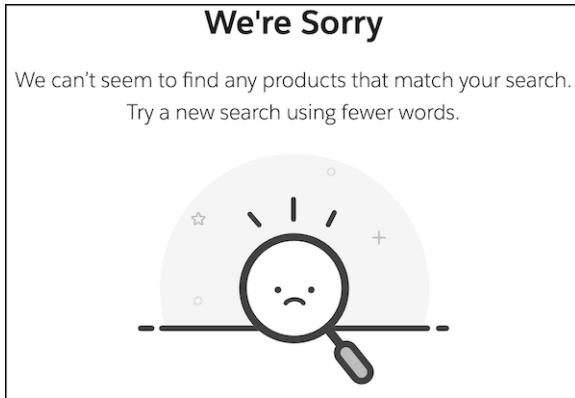 We're Sorry
We can’t seem to find any products that match your search.
Try a new search using fewer words.